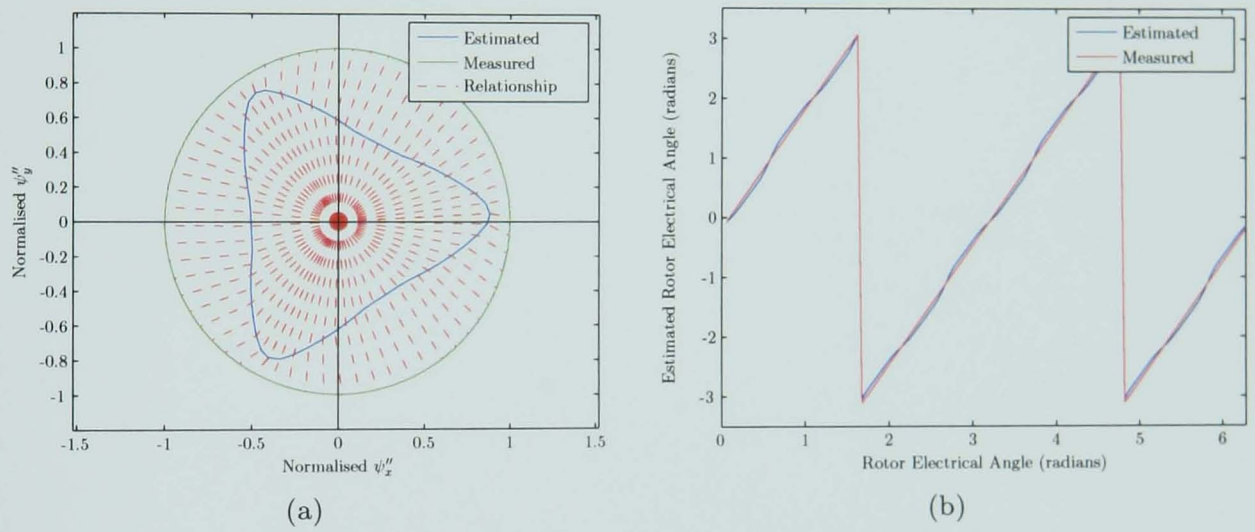 Estimated
Measured
Relationship
1
0.8
0.6
0.4
0.2
0
-0.2
-0.4
-0.6
-0.8
-1
-1.5
-1
-0.5
0
0.5
1
1.5
Normalised ψ″y
Normalised ψ″x
(a)
Estimated
Measured
3
2
1
0
-1
-2
-3
0
1
2
3
4
5
6
Estimated Rotor Electrical Angle (radians)
Rotor Electrical Angle (radians)
(b)